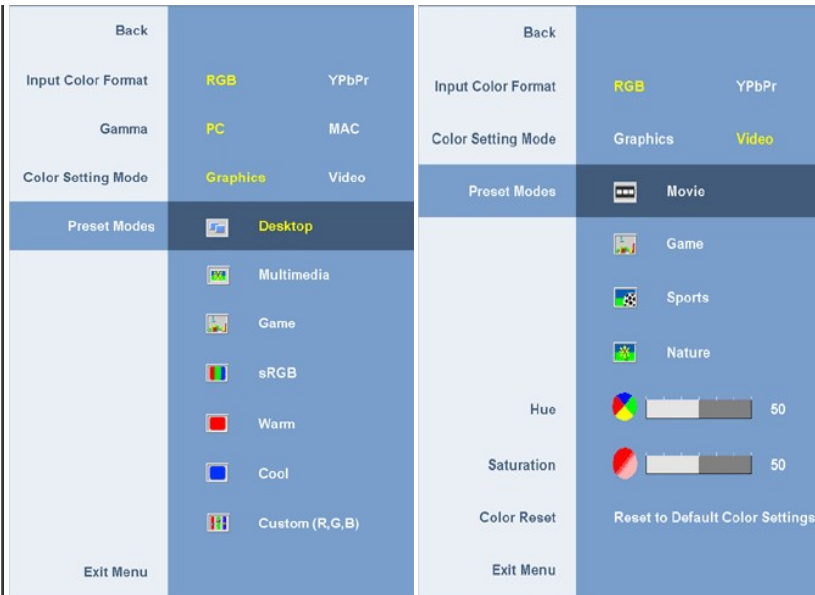 Back
Input Color Format RGB YPbPr
Gamma PC MAC
Color Setting Mode Graphics Video
Preset Modes Desktop
Multimedia
Game
sRGB
Warm
Cool
Custom (R,G,B)
Exit Menu
Back
Input Color Format RGB YPbPr
Color Setting Mode Graphics Video
Preset Modes Movie
Game
Sports
Nature
Hue 50
Saturation 50
Color Reset Reset to Default Color Settings
Exit Menu